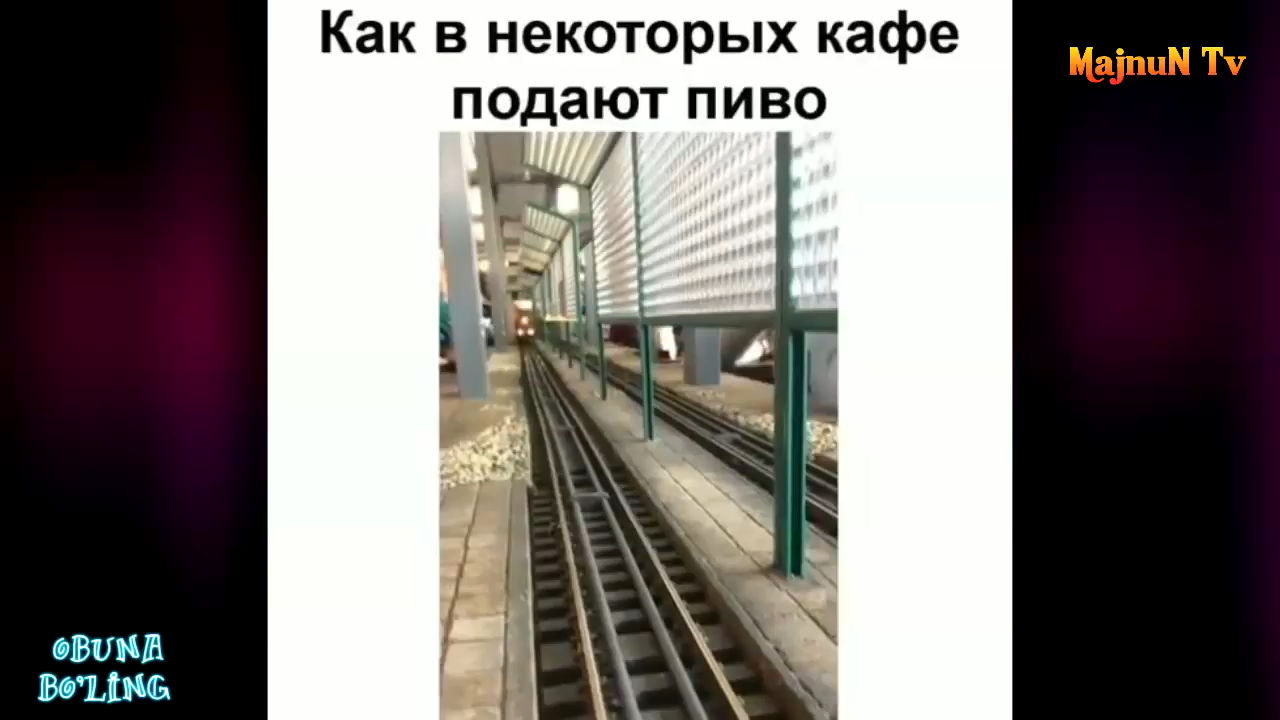 Как в некоторых кафе
подают пиво
MajnuN Tv
OBUNA
BO'LING